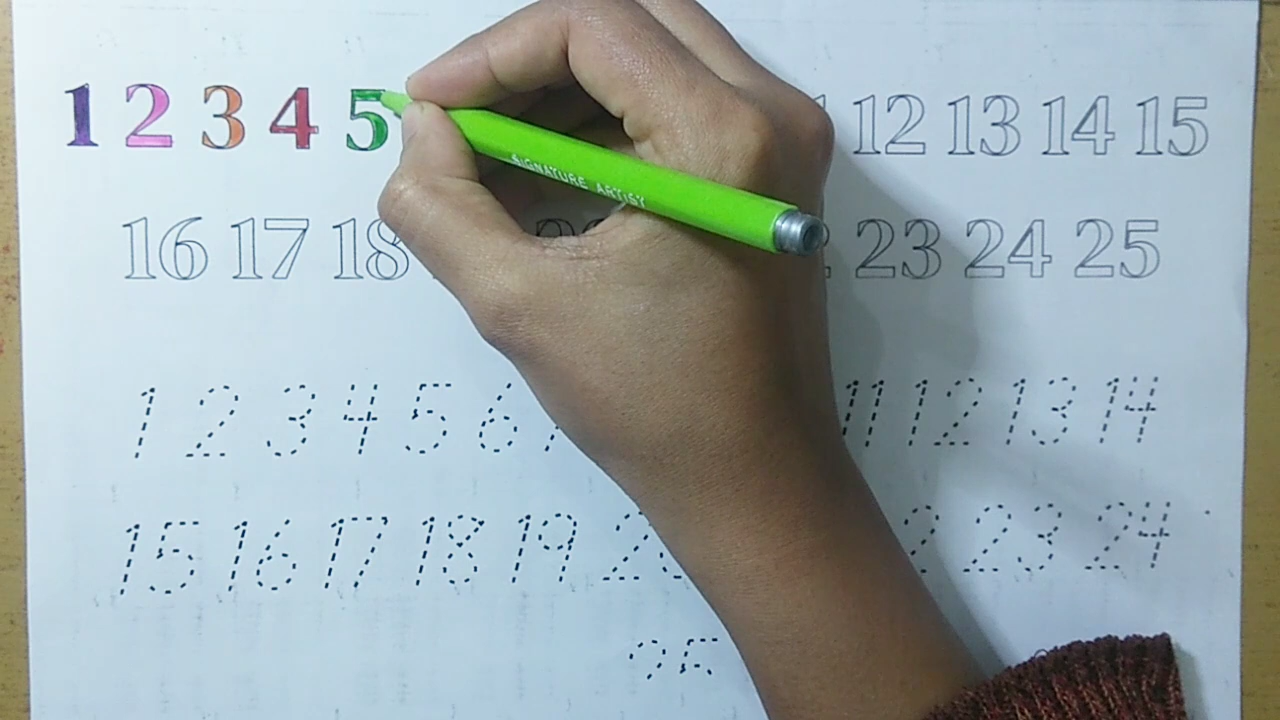 1 2 3 4 5 12 13 14 15
SIGNATURE ARTIST
16 17 18 23 24 25
1 2 3 4 5 6 11 12 13 14
15 16 17 18 19 20 23 24
25